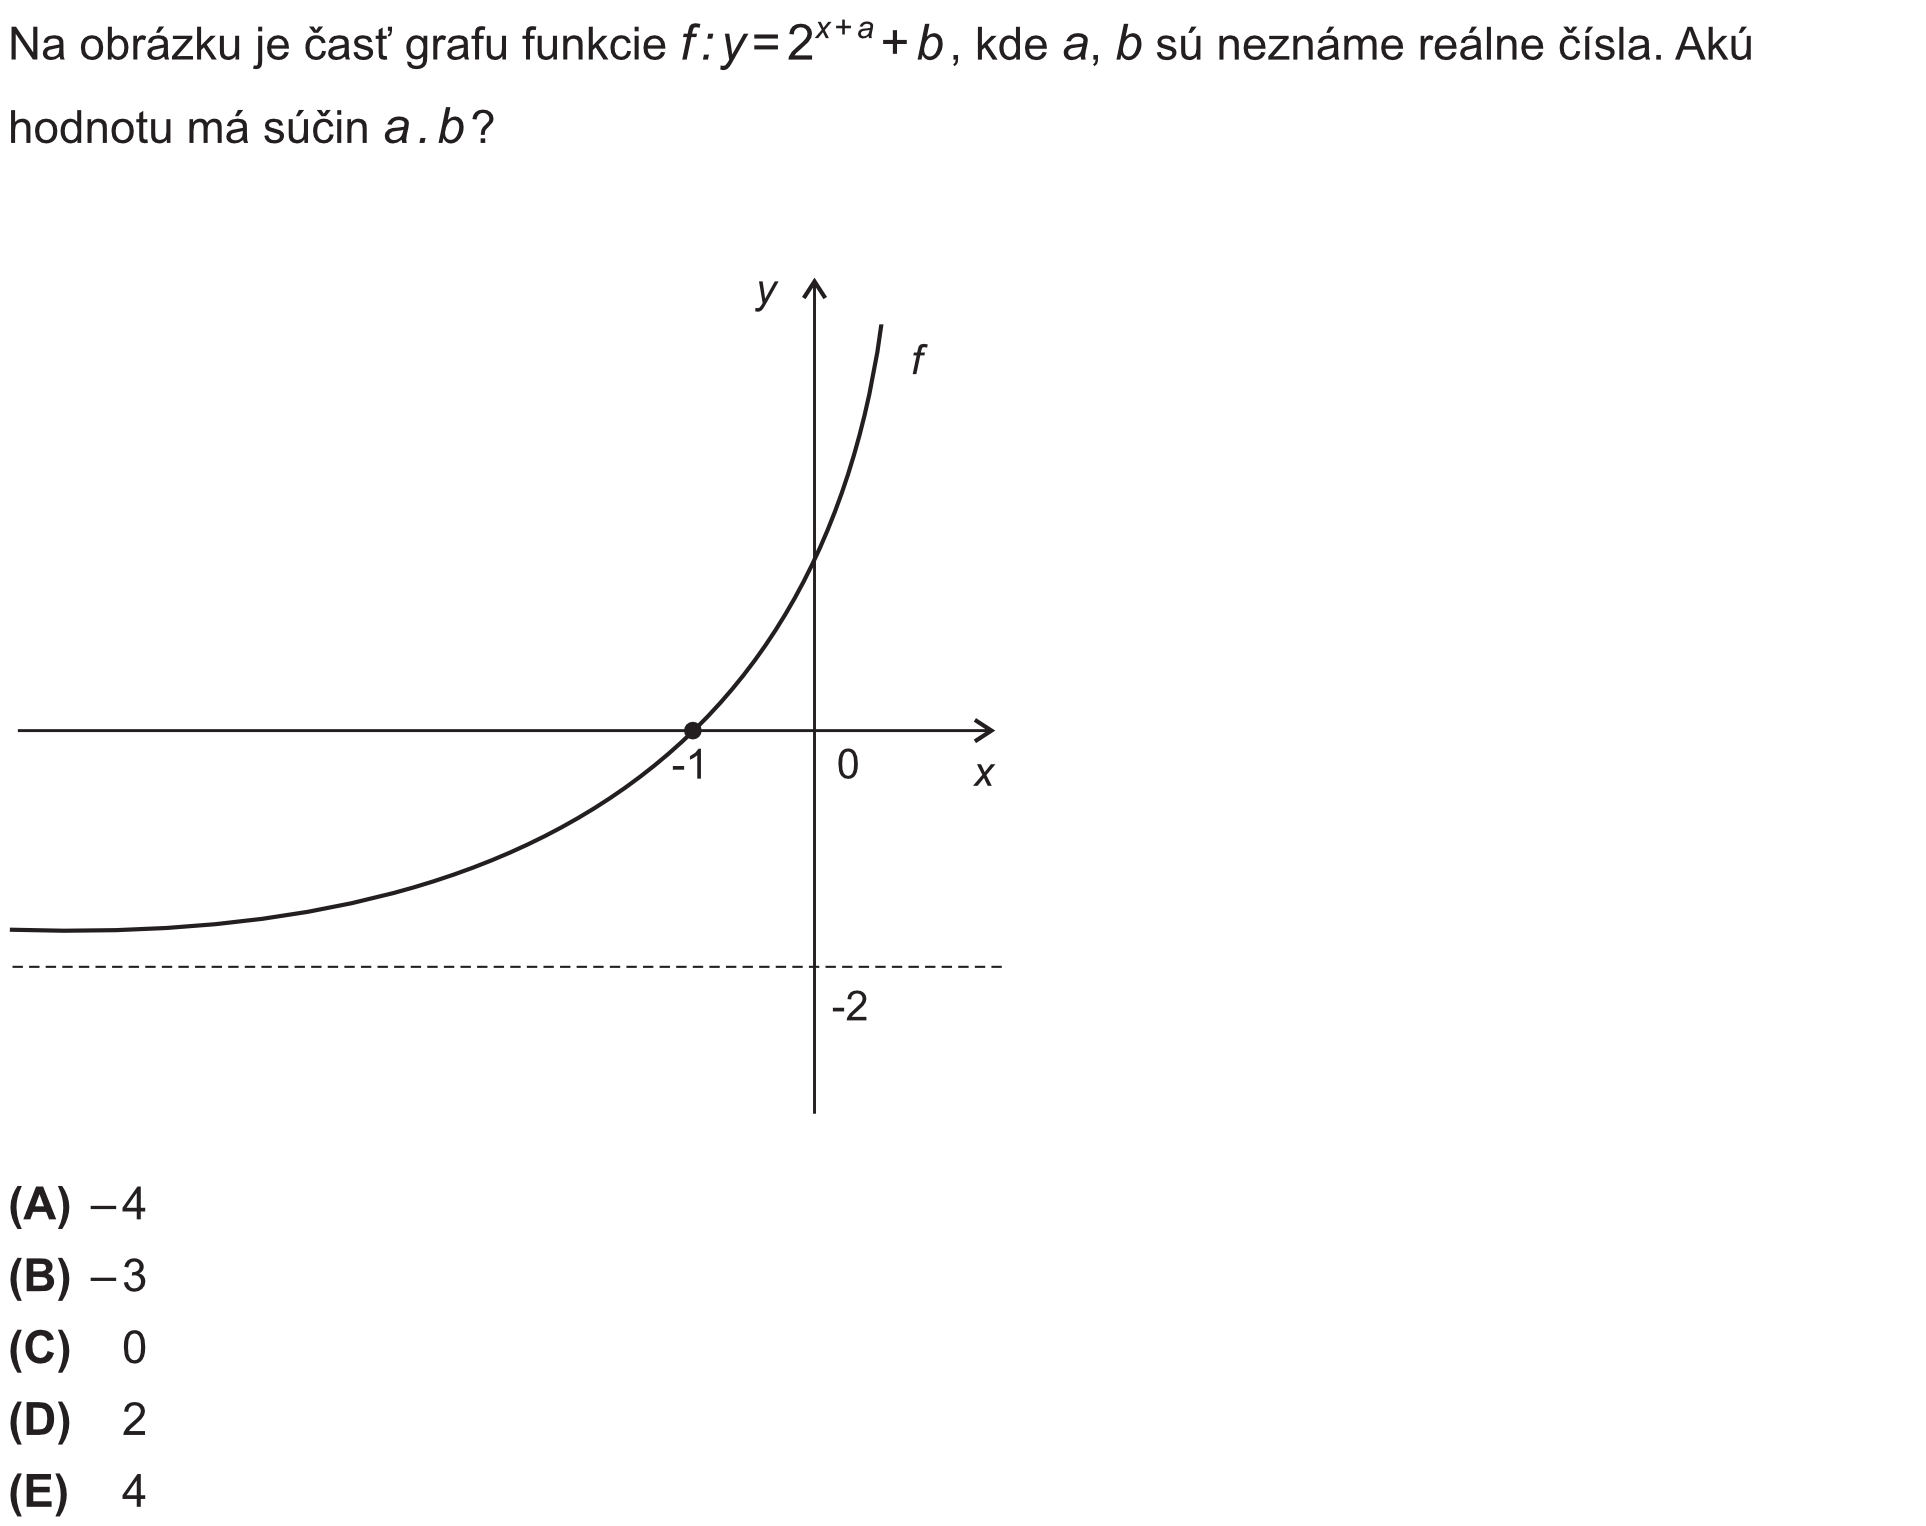 Na obrázku je časť grafu funkcie f: y = 2^{x+a} + b, kde a, b sú neznáme reálne čísla. Akú
hodnotu má súčin a . b?
y
f
-1
0
x
-2
(A) –4
(B) –3
(C) 0
(D) 2
(E) 4